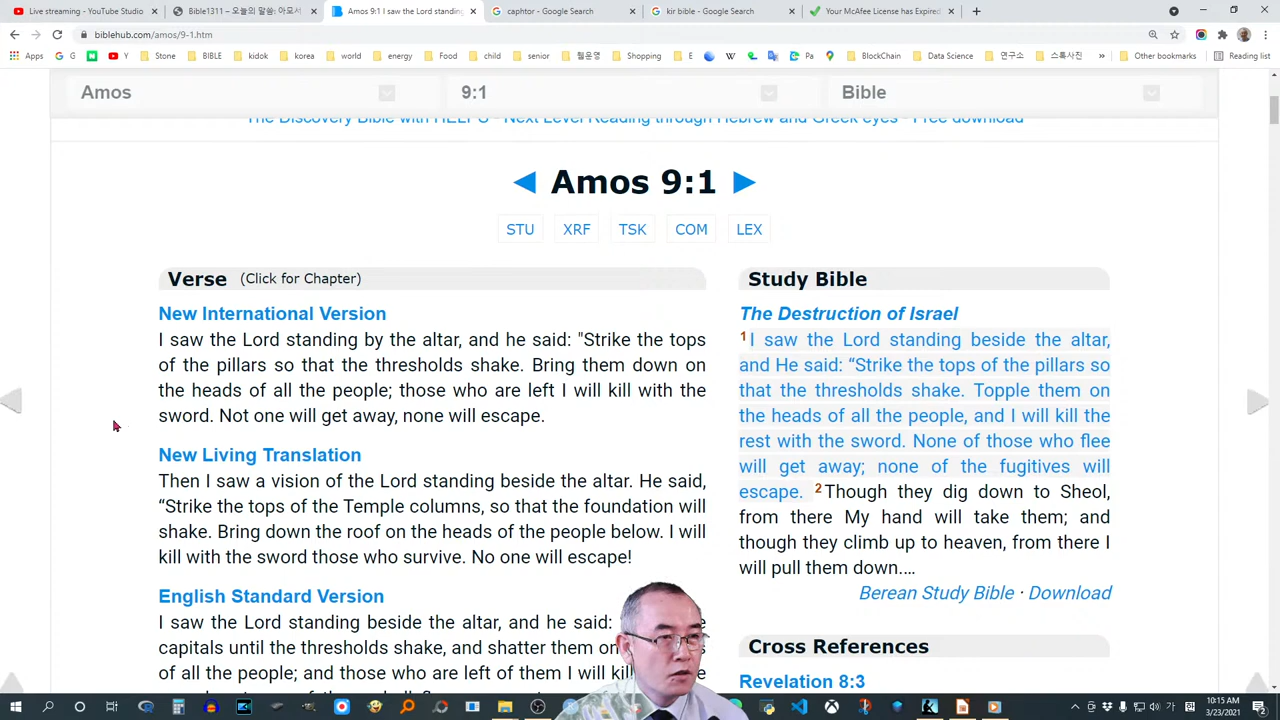 Live streaming - YouTube Studio
Bible1311 – 오늘의 말씀: 아모서
Amos 9:1 I saw the Lord standing
caphtor - Google Search
kir bible - Google Search
Your McAfee License has Expired
biblehub.com/amos/9-1.htm
Apps G Y Stone BIBLE kidok korea world energy Food child senior 웰운영 Shopping E W Pa BlockChain Data Science 연구소 스톡사진 » Other bookmarks Reading list
Amos 9:1 Bible
The Discovery Bible with HELPS - Next Level Reading through Hebrew and Greek eyes - Free download
◀ Amos 9:1 ▶
STU XRF TSK COM LEX
Verse (Click for Chapter)
New International Version
I saw the Lord standing by the altar, and he said: "Strike the tops
of the pillars so that the thresholds shake. Bring them down on
the heads of all the people; those who are left I will kill with the
sword. Not one will get away, none will escape.
New Living Translation
Then I saw a vision of the Lord standing beside the altar. He said,
“Strike the tops of the Temple columns, so that the foundation will
shake. Bring down the roof on the heads of the people below. I will
kill with the sword those who survive. No one will escape!
English Standard Version
I saw the Lord standing beside the altar, and he said:
capitals until the thresholds shake, and shatter them on
of all the people; and those who are left of them I will kill
Study Bible
The Destruction of Israel
1 I saw the Lord standing beside the altar,
and He said: “Strike the tops of the pillars so
that the thresholds shake. Topple them on
the heads of all the people, and I will kill the
rest with the sword. None of those who flee
will get away; none of the fugitives will
escape. 2 Though they dig down to Sheol,
from there My hand will take them; and
though they climb up to heaven, from there I
will pull them down.…
Berean Study Bible · Download
Cross References
Revelation 8:3
10:15 AM
3/23/2021